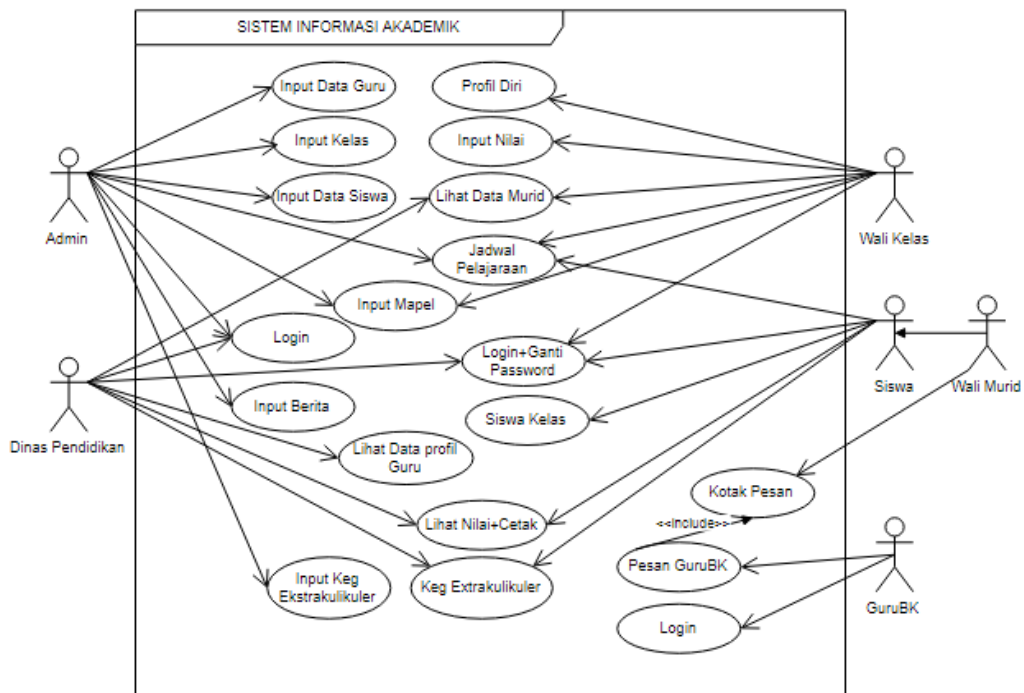 SISTEM INFORMASI AKADEMIK
Input Data Guru
Profil Diri
Input Kelas
Input Nilai
Input Data Siswa
Lihat Data Murid
Admin
Wali Kelas
Jadwal
Pelajaraan
Input Mapel
Login
Login+Ganti
Password
Siswa
Wali Murid
Input Berita
Siswa Kelas
Dinas Pendidikan
Lihat Data profil
Guru
Kotak Pesan
Lihat Nilai+Cetak
<<Include>>
Pesan GuruBK
Input Keg
Ekstrakulikuler
Keg Extrakulikuler
GuruBK
Login